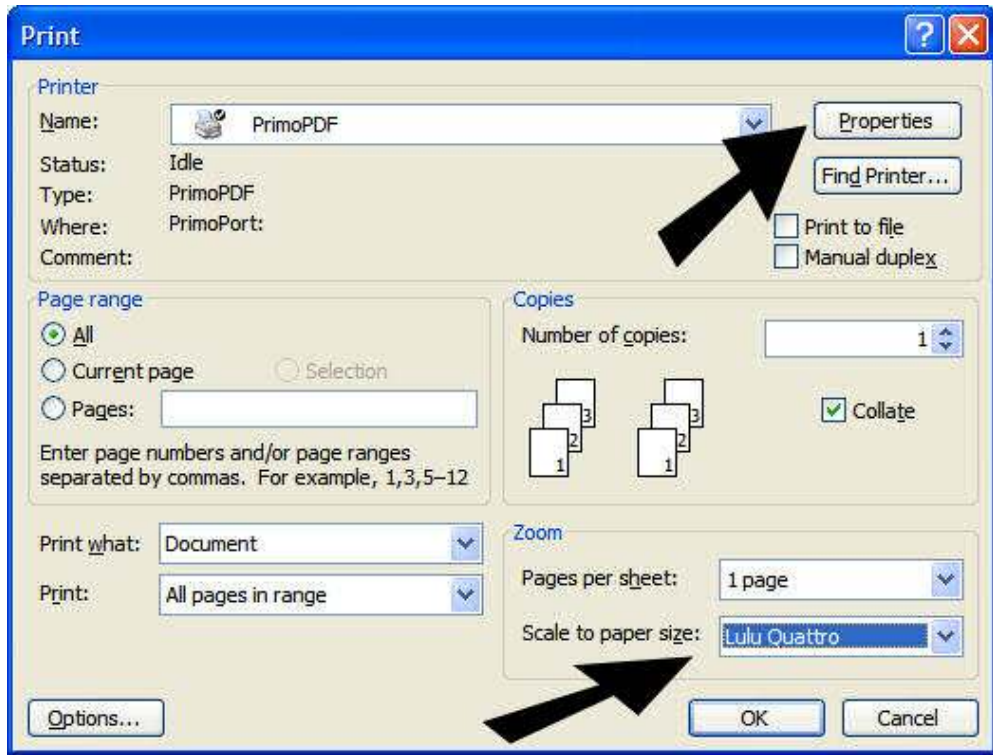 Print
Printer
Name: PrimoPDF
Properties
Status: Idle
Find Printer...
Type: PrimoPDF
Where: PrimoPort:
Print to file
Comment:
Manual duplex
Page range
All
Current page Selection
Pages:
Enter page numbers and/or page ranges
separated by commas. For example, 1,3,5–12
Copies
Number of copies: 1
3 3
2 2
1 1
Collate
Print what: Document
Print: All pages in range
Zoom
Pages per sheet: 1 page
Scale to paper size: Lulu Quattro
Options...
OK
Cancel